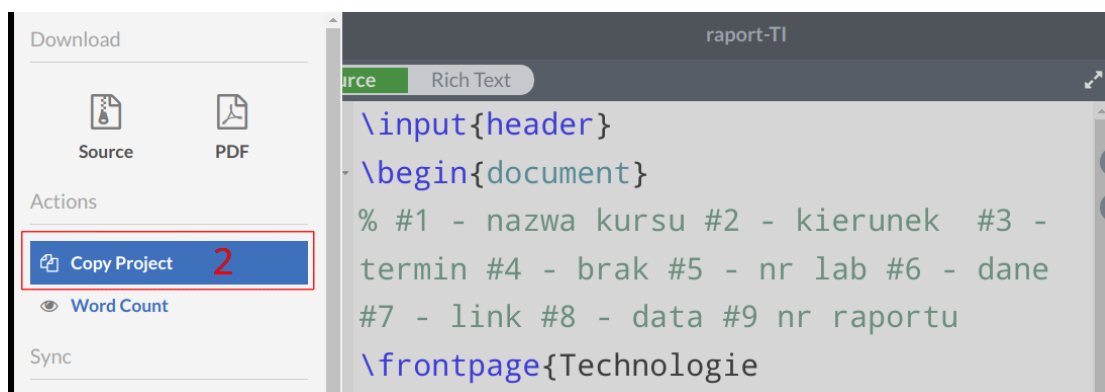 Download
Source
PDF
Actions
Copy Project 2
Word Count
Sync
raport-TI
urce Rich Text
\input{header}
\begin{document}
% #1 - nazwa kursu #2 - kierunek  #3 -
termin #4 - brak #5 - nr lab #6 - dane
#7 - link #8 - data #9 nr raportu
\frontpage{Technologie